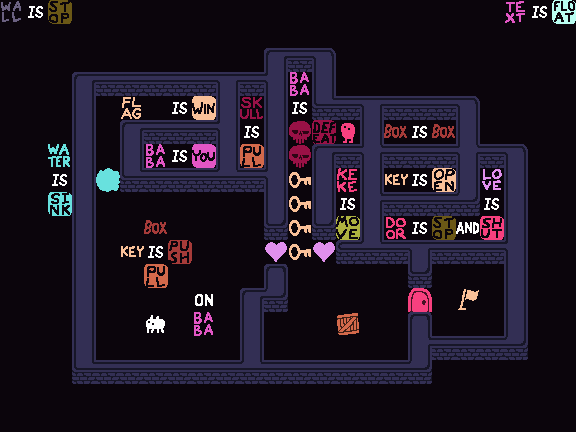 WALL IS STOP
TEXT IS FLOAT
BABA IS
FLAG IS WIN
SKULL IS PULL
DEFEAT
BOX IS BOX
BABA IS YOU
WATER IS SINK
KEKE IS MOVE
KEY IS OPEN
LOVE IS SHUT
DOOR IS STOP AND SHUT
BOX
KEY IS PUSH
PULL
ON
BABA